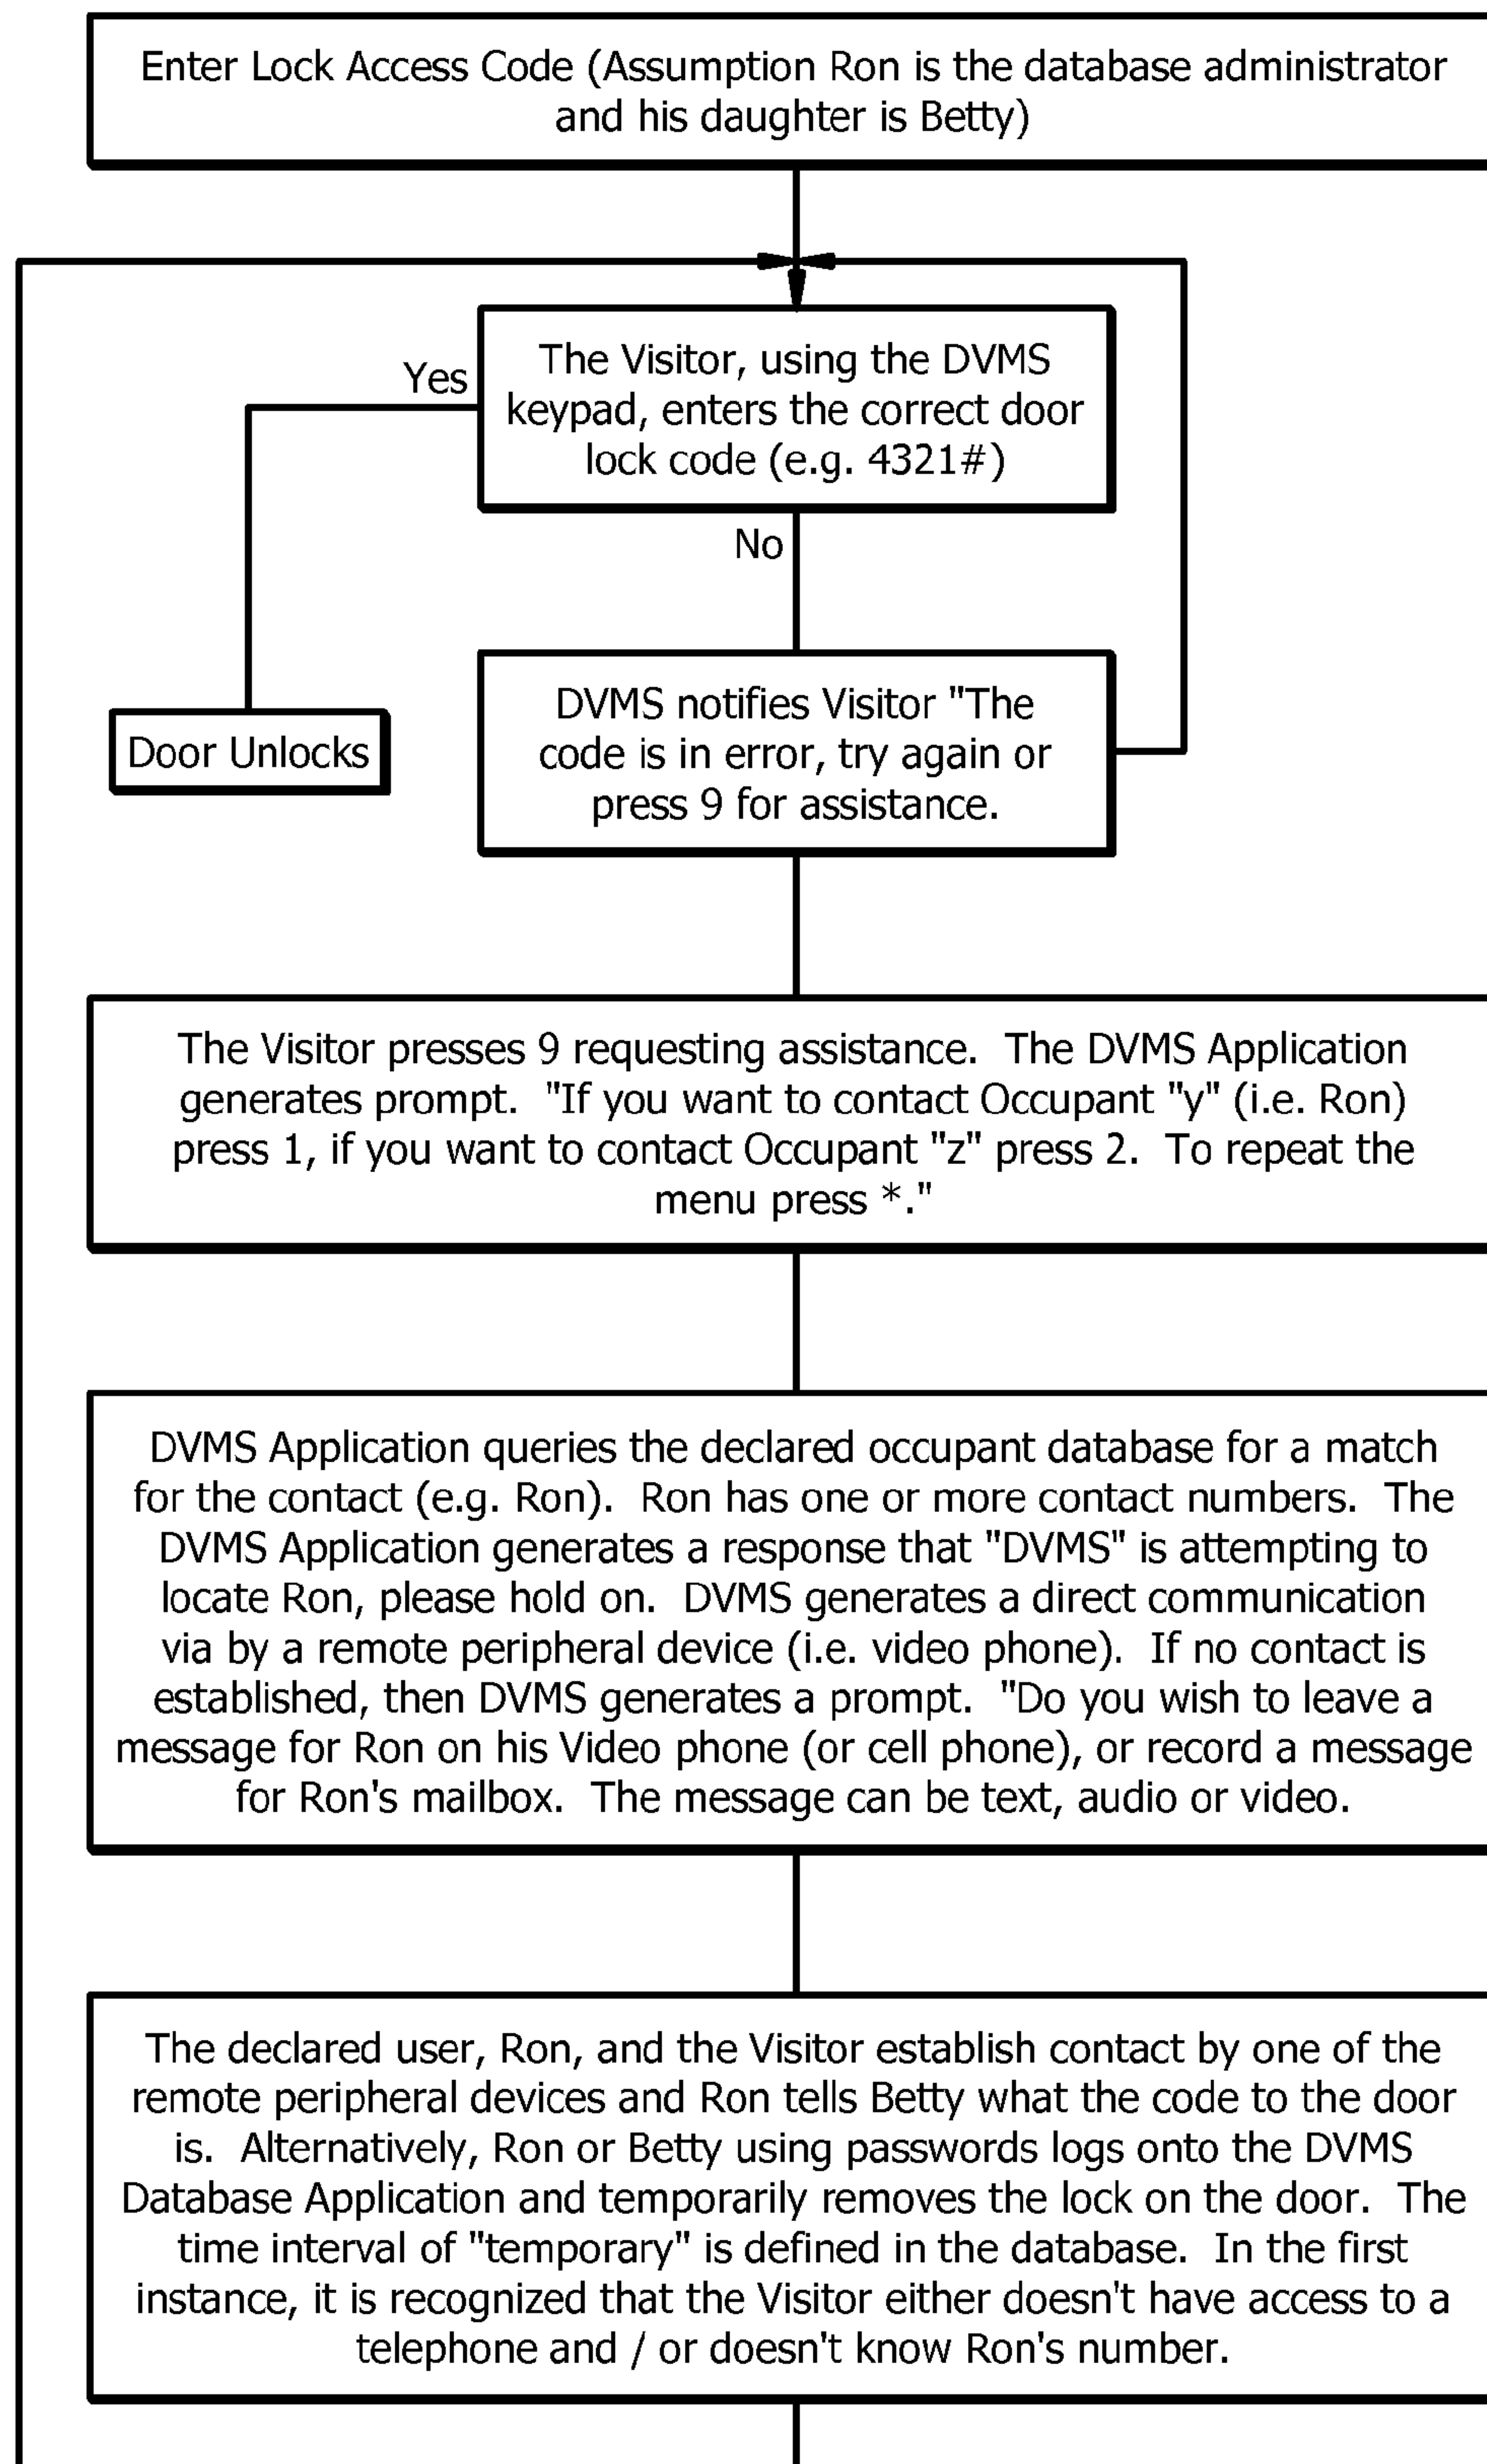 Enter Lock Access Code (Assumption Ron is the database administrator
and his daughter is Betty)
Yes
The Visitor, using the DVMS
keypad, enters the correct door
lock code (e.g. 4321#)
No
DVMS notifies Visitor "The
code is in error, try again or
press 9 for assistance.
Door Unlocks
The Visitor presses 9 requesting assistance. The DVMS Application
generates prompt. "If you want to contact Occupant "y" (i.e. Ron)
press 1, if you want to contact Occupant "z" press 2. To repeat the
menu press *."
DVMS Application queries the declared occupant database for a match
for the contact (e.g. Ron). Ron has one or more contact numbers. The
DVMS Application generates a response that "DVMS" is attempting to
locate Ron, please hold on. DVMS generates a direct communication
via by a remote peripheral device (i.e. video phone). If no contact is
established, then DVMS generates a prompt. "Do you wish to leave a
message for Ron on his Video phone (or cell phone), or record a message
for Ron's mailbox. The message can be text, audio or video.
The declared user, Ron, and the Visitor establish contact by one of the
remote peripheral devices and Ron tells Betty what the code to the door
is. Alternatively, Ron or Betty using passwords logs onto the DVMS
Database Application and temporarily removes the lock on the door. The
time interval of "temporary" is defined in the database. In the first
instance, it is recognized that the Visitor either doesn't have access to a
telephone and / or doesn't know Ron's number.